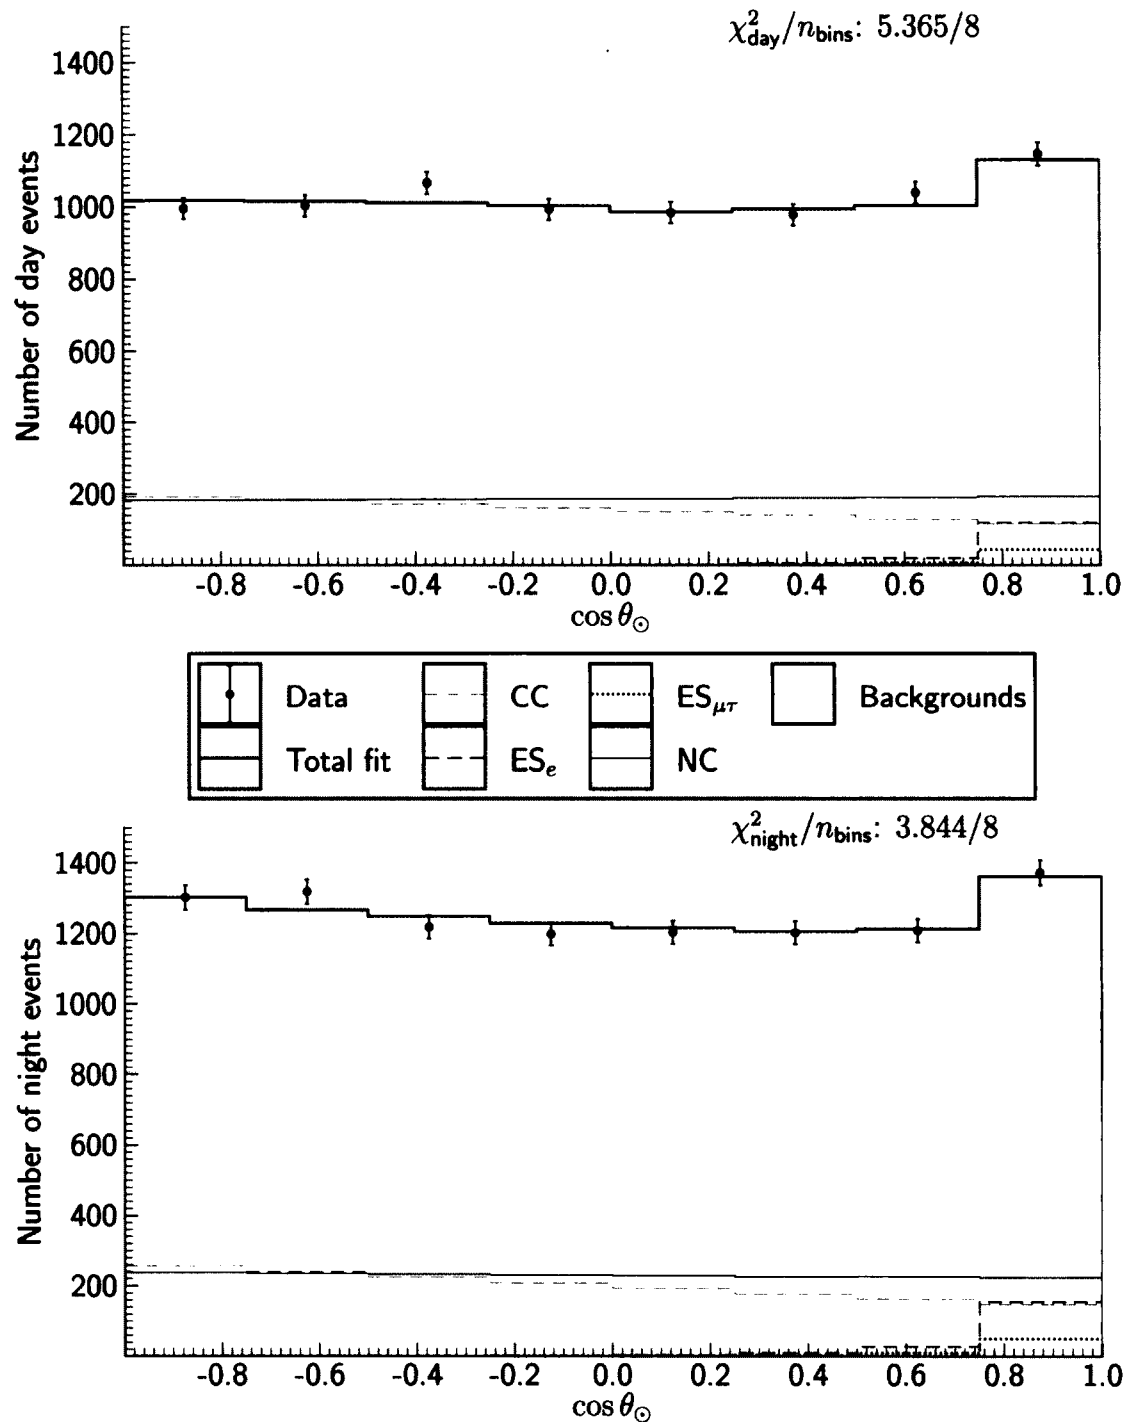 χ²day/nbins: 5.365/8
Number of day events
1400
1200
1000
800
600
400
200
-0.8 -0.6 -0.4 -0.2 0.0 0.2 0.4 0.6 0.8 1.0
cos θ⊙
Data CC ESμτ Backgrounds
Total fit ESe NC
χ²night/nbins: 3.844/8
Number of night events
1400
1200
1000
800
600
400
200
-0.8 -0.6 -0.4 -0.2 0.0 0.2 0.4 0.6 0.8 1.0
cos θ⊙